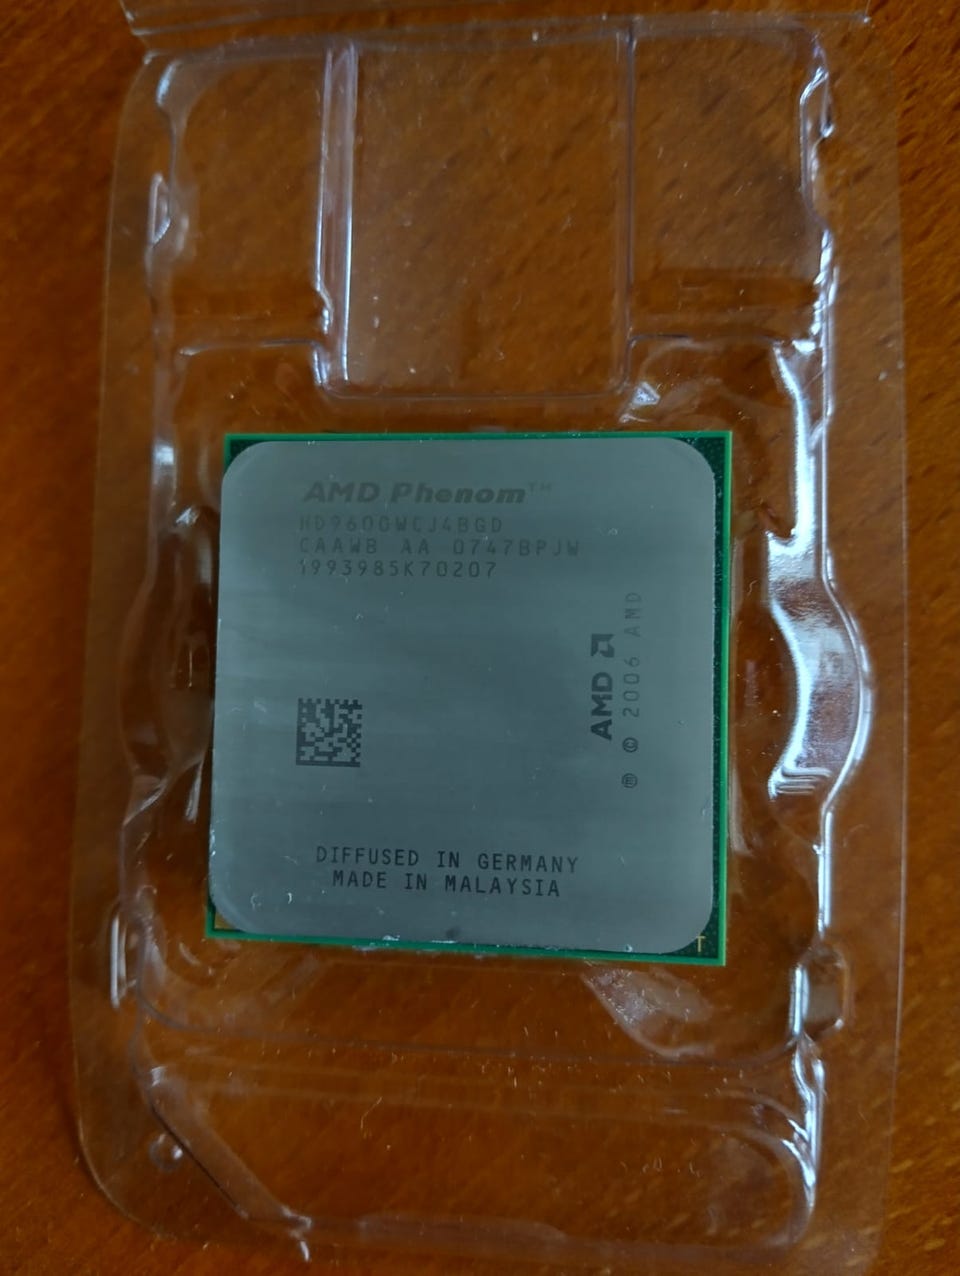 AMD Phenom™
HD9600WCJ4BGD
CAAWB AA 0747BPJW
1993985K70207
AMD
® © 2006 AMD
DIFFUSED IN GERMANY
MADE IN MALAYSIA
T